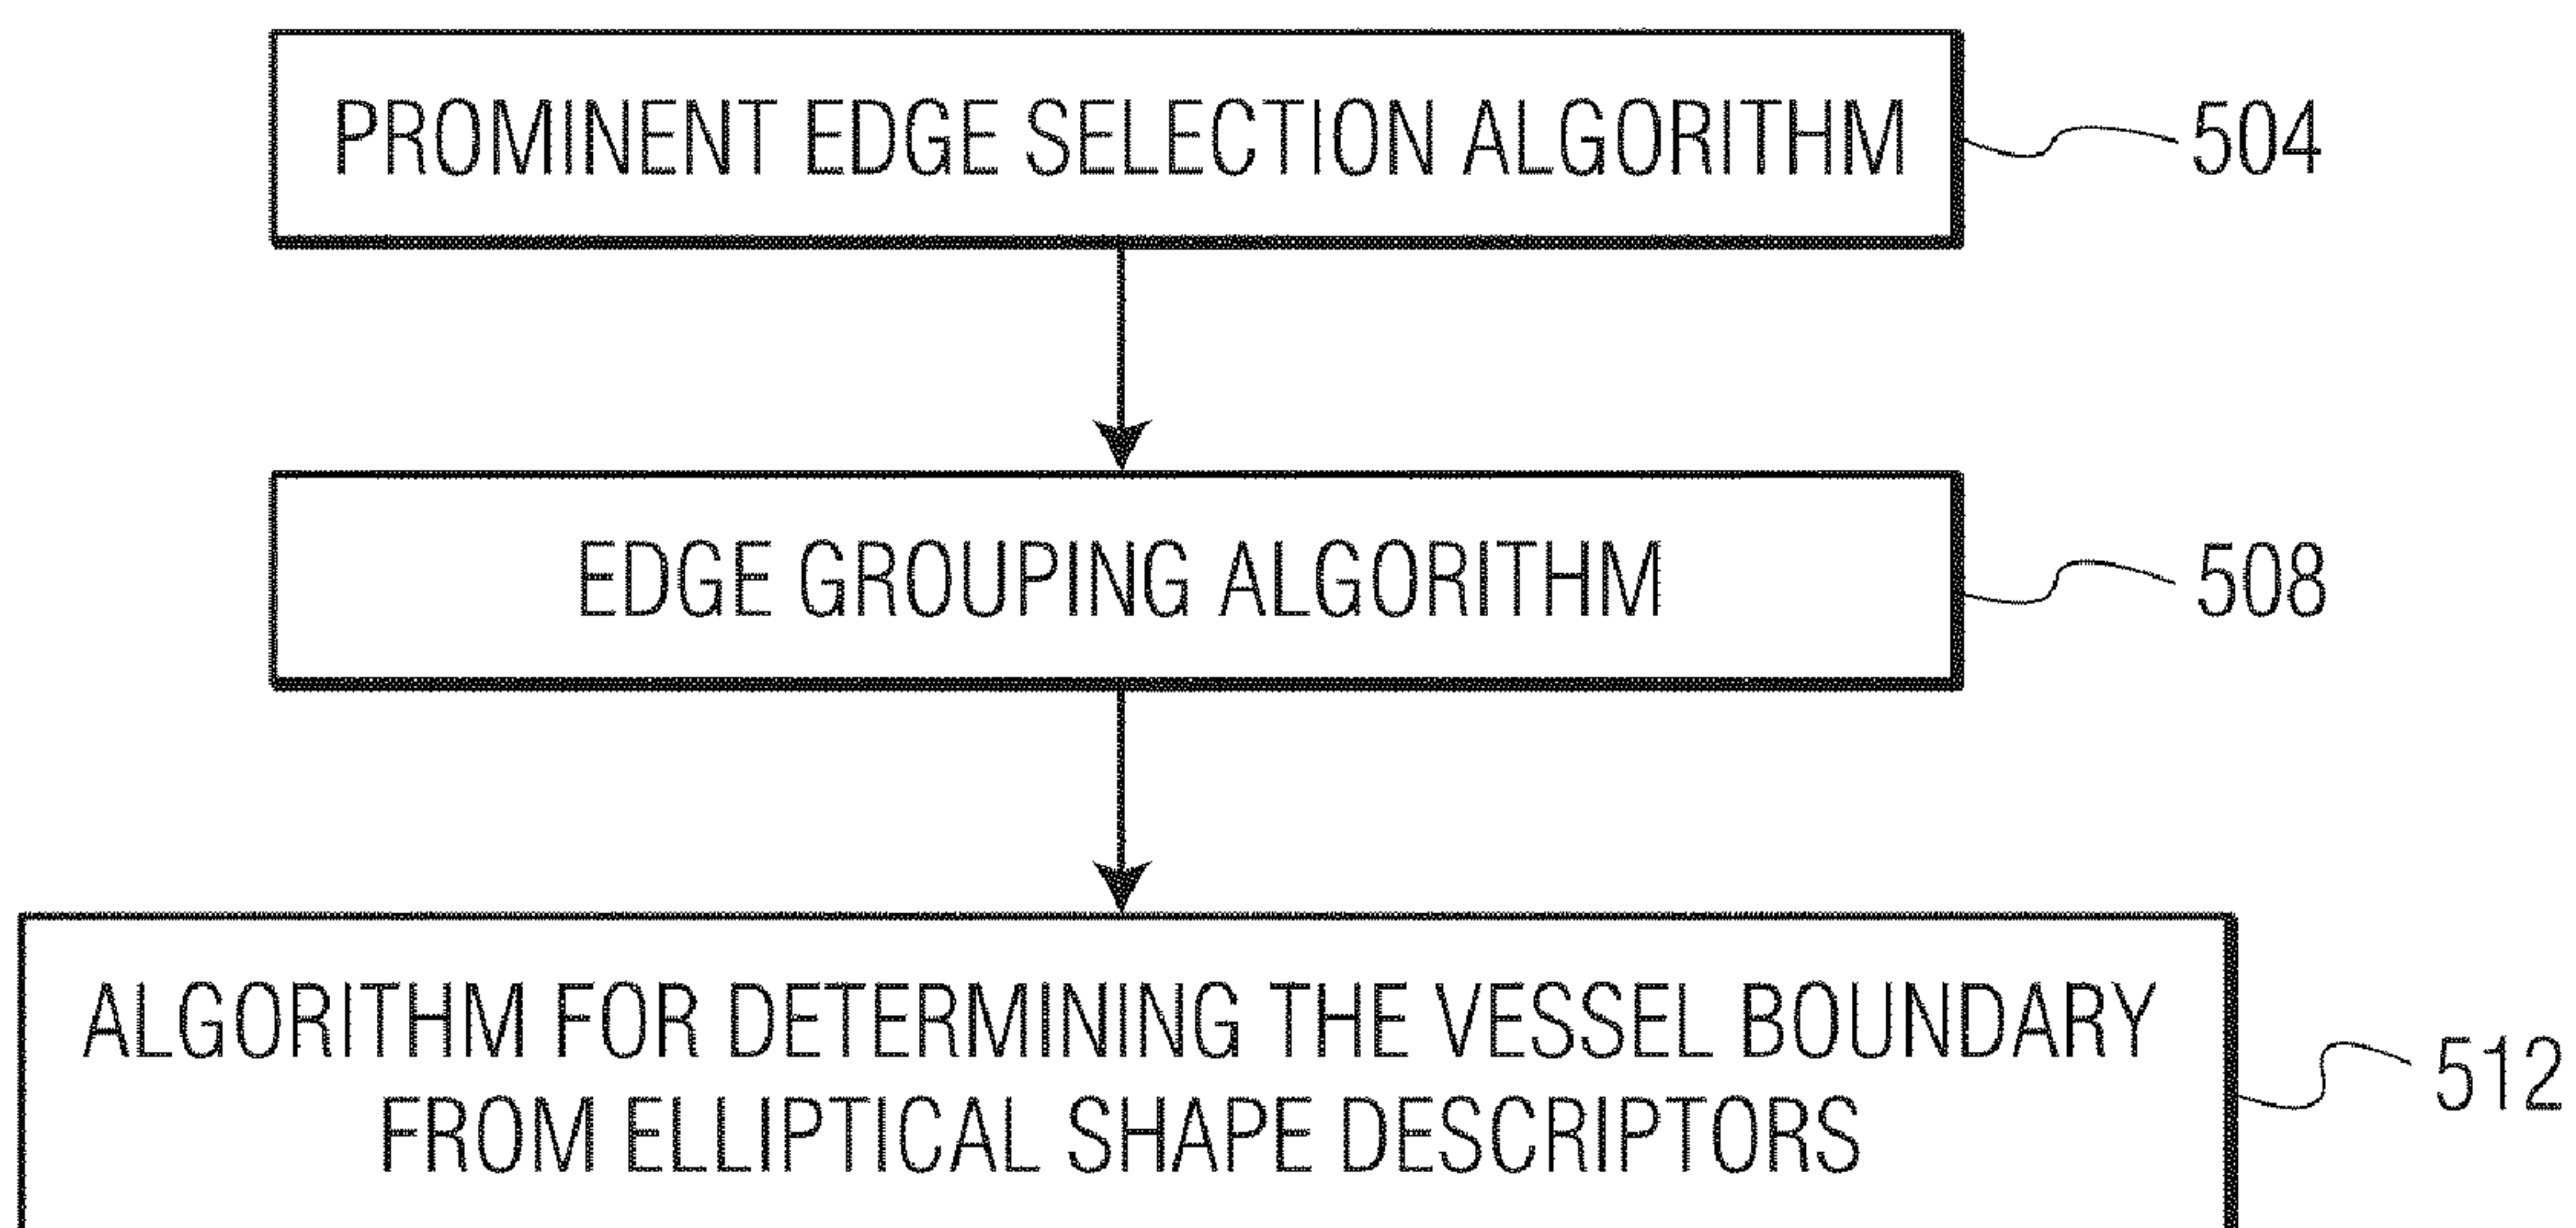 PROMINENT EDGE SELECTION ALGORITHM
504
EDGE GROUPING ALGORITHM
508
ALGORITHM FOR DETERMINING THE VESSEL BOUNDARY
FROM ELLIPTICAL SHAPE DESCRIPTORS
512